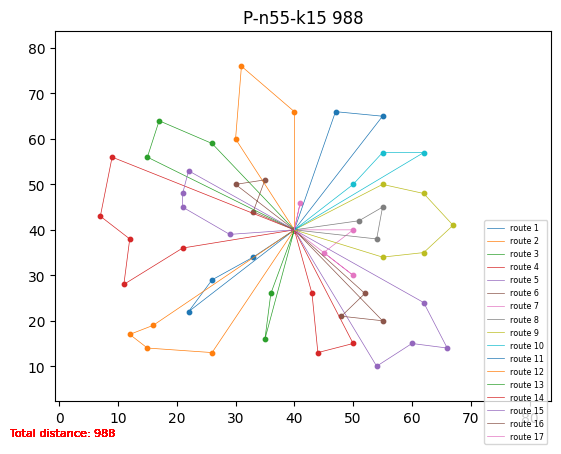 P-n55-k15 988
80
70
60
50
40
30
20
10
0 10 20 30 40 50 60 70 80
route 1
route 2
route 3
route 4
route 5
route 6
route 7
route 8
route 9
route 10
route 11
route 12
route 13
route 14
route 15
route 16
route 17
Total distance: 988